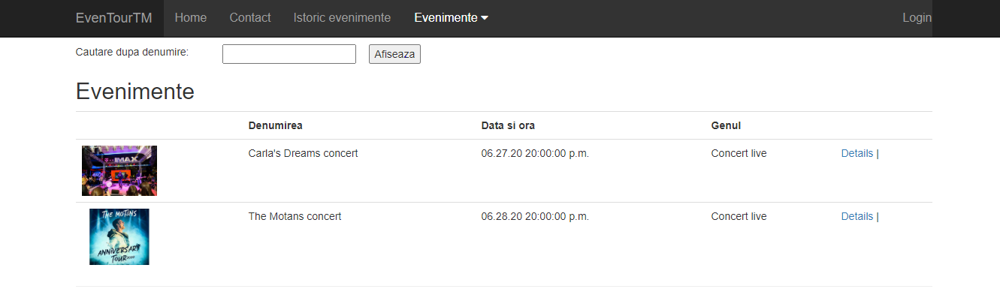 EvenTourTM Home Contact Istoric evenimente Evenimente Login
Cautare dupa denumire: Afiseaza
Evenimente
Denumirea Data si ora Genul
MAX
Carla's Dreams concert 06.27.20 20:00:00 p.m. Concert live Details |
THE MOTANS
ANNIVERSARY
TOUR 2020
The Motans concert 06.28.20 20:00:00 p.m. Concert live Details |